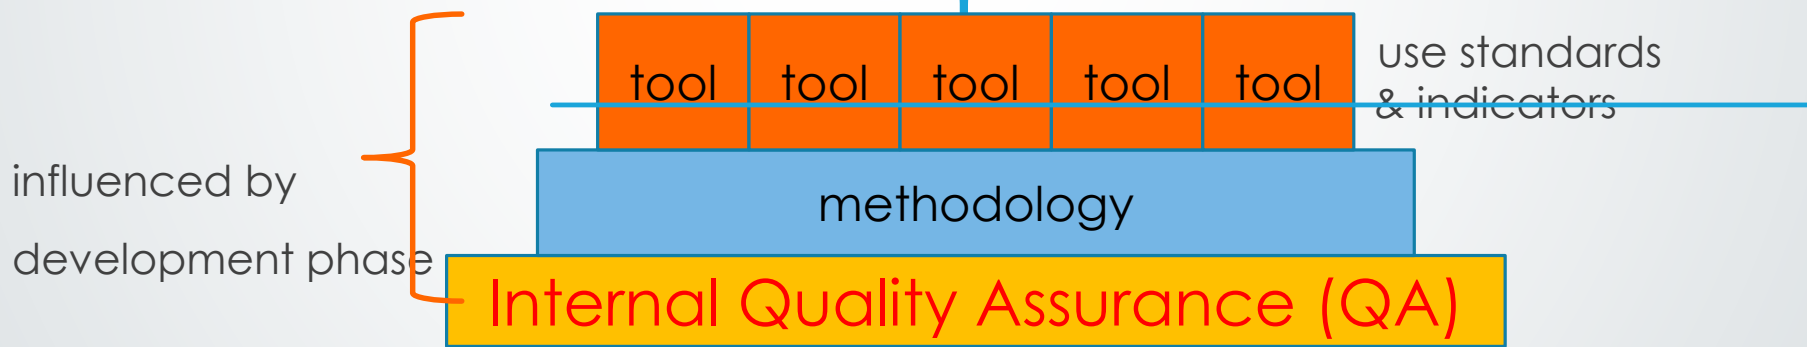 tool tool tool tool tool
use standards
& indicators
influenced by
development phase
methodology
Internal Quality Assurance (QA)